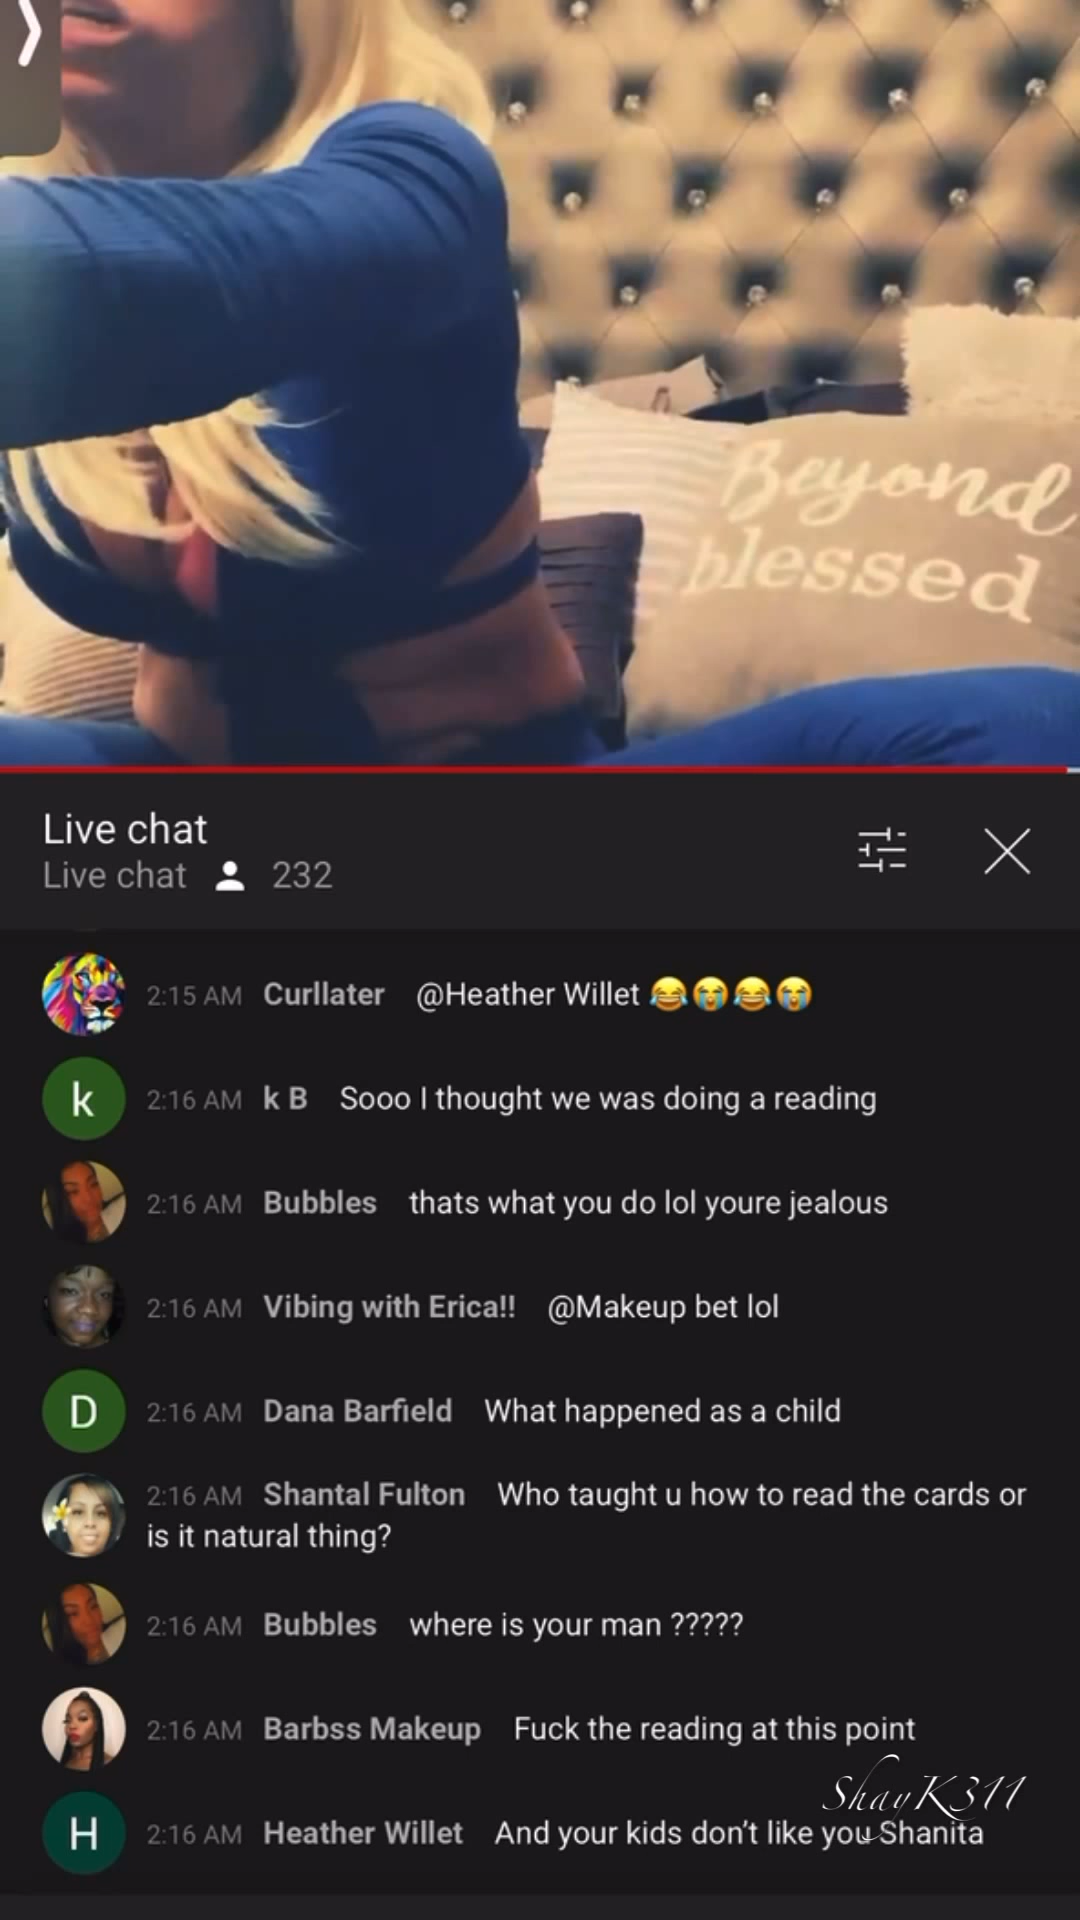 Beyond
blessed
Live chat
Live chat 232
2:15 AM Curllater @Heather Willet 😂😭😂😭
k
2:16 AM k B Sooo I thought we was doing a reading
2:16 AM Bubbles thats what you do lol youre jealous
2:16 AM Vibing with Erica!! @Makeup bet lol
D
2:16 AM Dana Barfield What happened as a child
2:16 AM Shantal Fulton Who taught u how to read the cards or
is it natural thing?
2:16 AM Bubbles where is your man ?????
2:16 AM Barbss Makeup Fuck the reading at this point
ShayK311
H
2:16 AM Heather Willet And your kids don’t like you Shanita